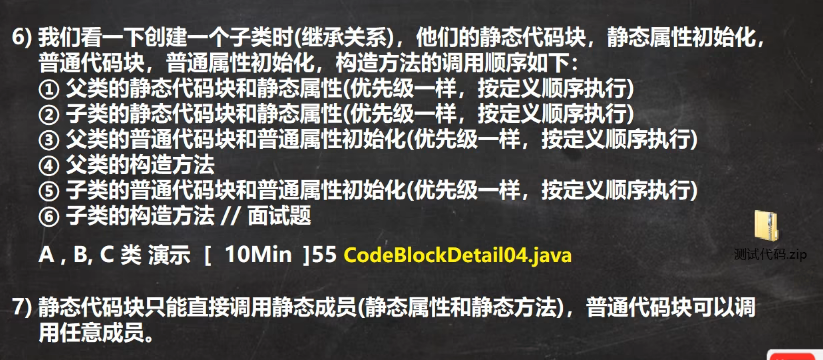 6) 我们看一下创建一个子类时(继承关系)，他们的静态代码块，静态属性初始化，
普通代码块，普通属性初始化，构造方法的调用顺序如下：
① 父类的静态代码块和静态属性(优先级一样，按定义顺序执行)
② 子类的静态代码块和静态属性(优先级一样，按定义顺序执行)
③ 父类的普通代码块和普通属性初始化(优先级一样，按定义顺序执行)
④ 父类的构造方法
⑤ 子类的普通代码块和普通属性初始化(优先级一样，按定义顺序执行)
⑥ 子类的构造方法 // 面试题
A , B, C 类 演示 [ 10Min ]55 CodeBlockDetail04.java
测试代码.zip
7) 静态代码块只能直接调用静态成员(静态属性和静态方法)，普通代码块可以调
用任意成员。